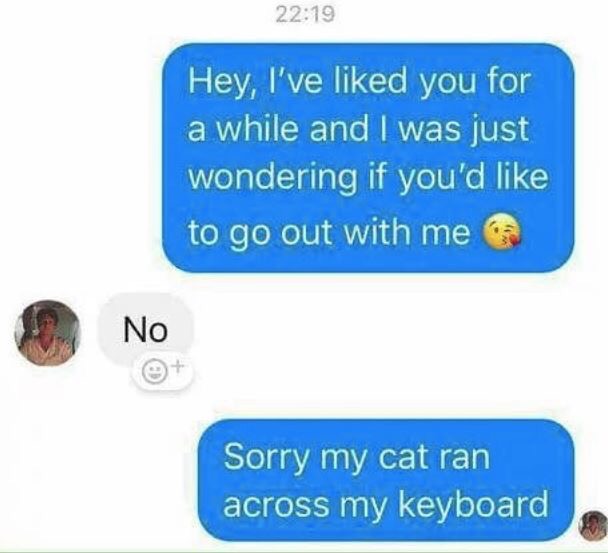 22:19
Hey, I've liked you for
a while and I was just
wondering if you'd like
to go out with me 😘
No
Sorry my cat ran
across my keyboard